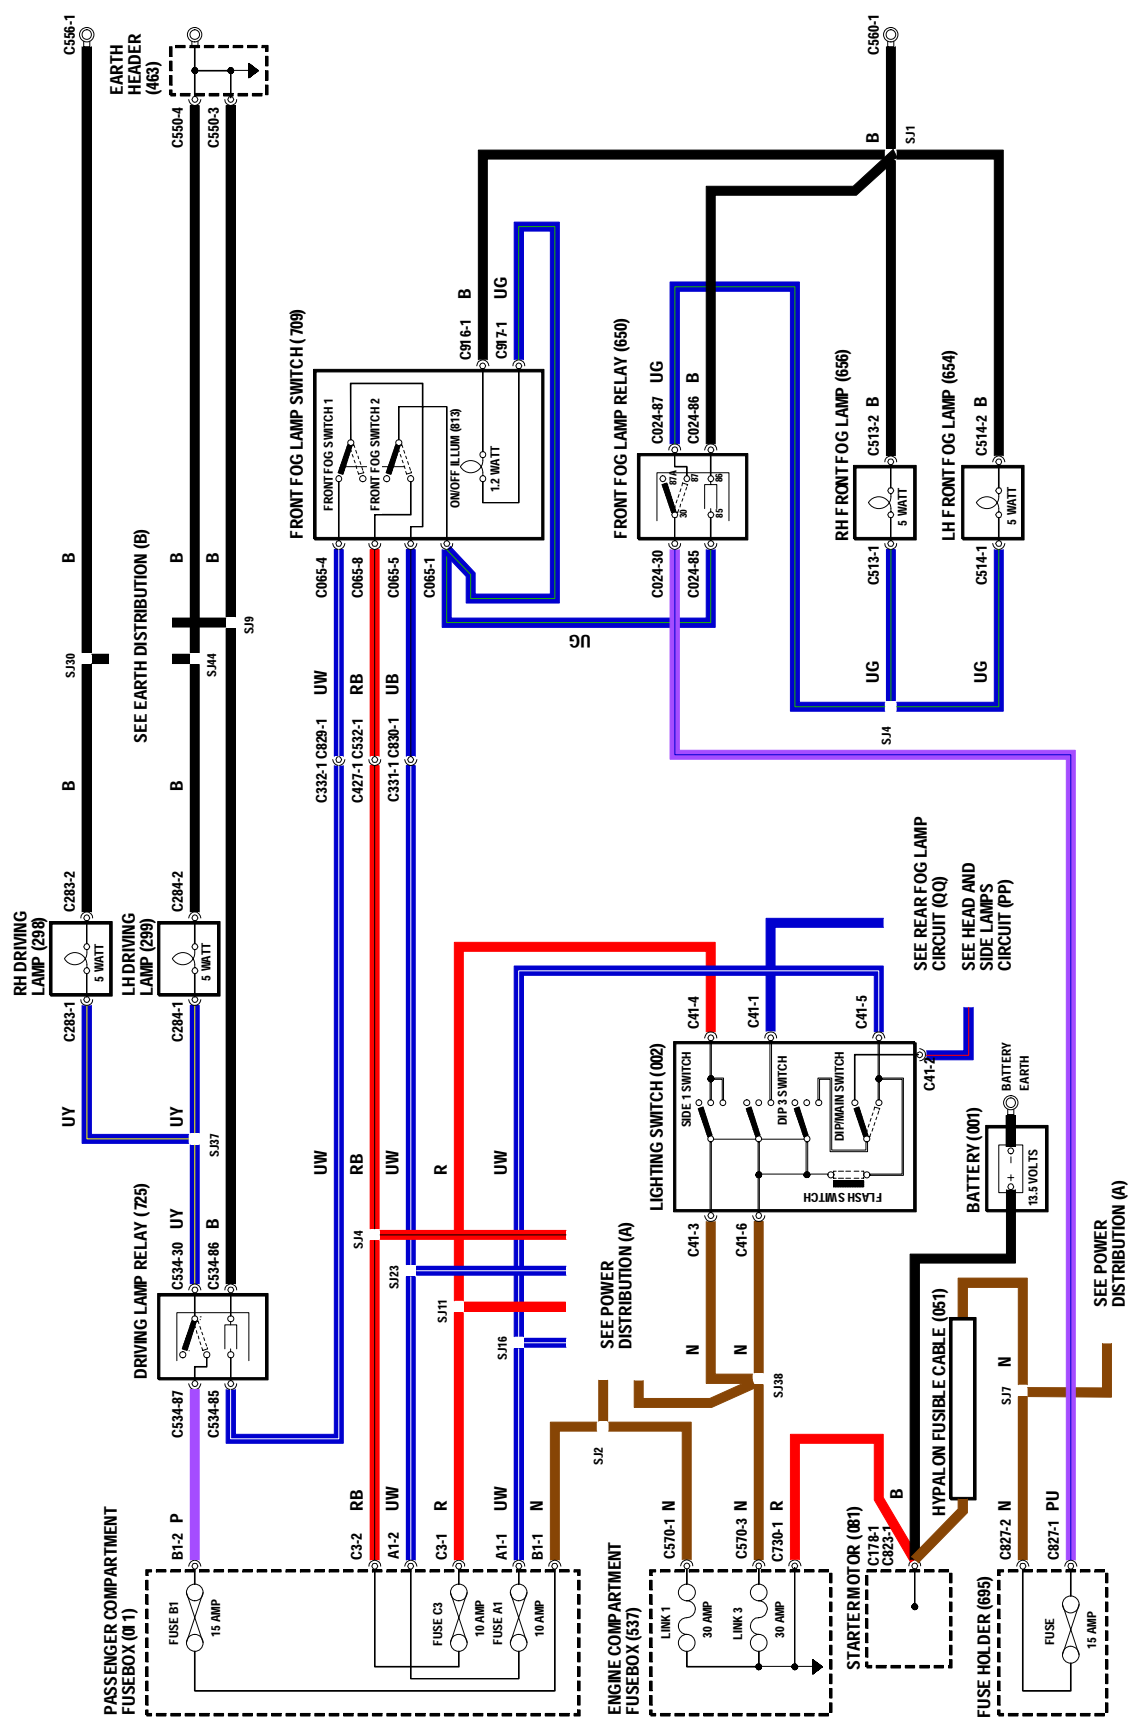 C556-1
EARTH
HEADER
(463)
C550-4
C550-3
C560-1
B
SJ1
B
UG
C916-1
C917-1
FRONT FOG LAMP SWITCH (709)
FRONT FOG SWITCH 1
FRONT FOG SWITCH 2
ON/OFF ILLUM (813)
1.2 WATT
C065-4
C065-8
C065-5
C065-1
FRONT FOG LAMP RELAY (650)
UG
B
C024-87
C024-86
87A
87
30
86
85
C024-30
C024-85
RH FRONT FOG LAMP (656)
C513-2
B
5 WATT
C513-1
LH FRONT FOG LAMP (654)
C514-2
B
5 WATT
C514-1
UG
UG
UG
SJ4
B
B
B
SEE EARTH DISTRIBUTION (B)
SJ30
SJ44
SJ9
B
B
UW
RB
UB
C829-1
C532-1
C830-1
C332-1
C427-1
C331-1
RH DRIVING
LAMP (298)
C283-2
5 WATT
C283-1
LH DRIVING
LAMP (299)
C284-2
5 WATT
C284-1
UY
UY
SJ37
UY
B
DRIVING LAMP RELAY (725)
C534-30
C534-86
C534-87
C534-85
UW
RB
UW
R
UW
SJ4
SJ23
SJ11
SJ16
SEE REAR FOG LAMP
CIRCUIT (QQ)
SEE HEAD AND
SIDE LAMPS
CIRCUIT (PP)
C41-4
C41-1
C41-5
C41-2
LIGHTING SWITCH (002)
SIDE 1 SWITCH
DIP 3 SWITCH
DIP/MAIN SWITCH
FLASH SWITCH
C41-3
C41-6
BATTERY
EARTH
BATTERY (001)
+ -
13.5 VOLTS
SEE POWER
DISTRIBUTION (A)
N
N
SJ38
SJ2
SEE POWER
DISTRIBUTION (A)
HYPALON FUSIBLE CABLE (051)
N
SJ7
PASSENGER COMPARTMENT
FUSEBOX (011)
B1-2
P
C3-2
RB
A1-2
UW
C3-1
R
A1-1
UW
B1-1
N
FUSE B1
15 AMP
FUSE C3
10 AMP
FUSE A1
10 AMP
ENGINE COMPARTMENT
FUSEBOX (537)
C570-1
N
C570-3
N
C730-1
R
LINK 1
30 AMP
LINK 3
30 AMP
STARTER MOTOR (081)
C178-1
C823-1
B
FUSE HOLDER (695)
C827-2
N
C827-1
PU
FUSE
15 AMP